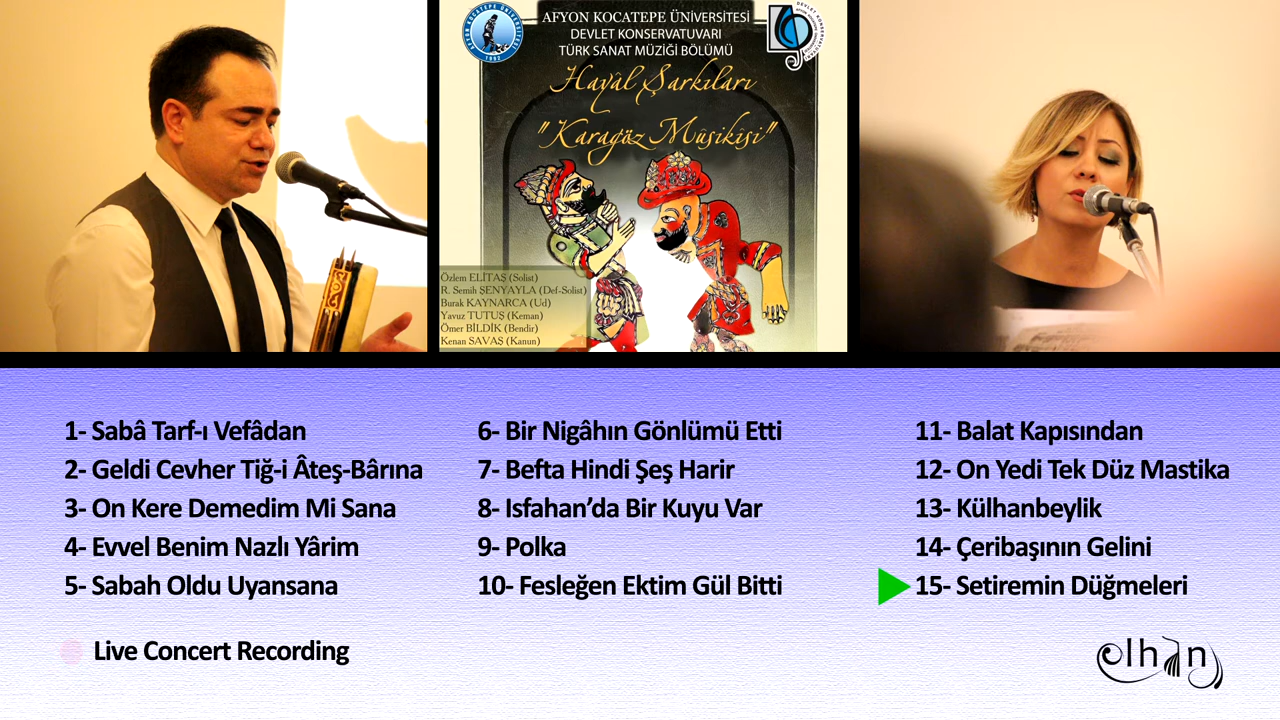 AFYON KOCATEPE ÜNİVERSİTESİ
DEVLET KONSERVATUVARI
TÜRK SANAT MÜZİĞİ BÖLÜMÜ
Hayâl Şarkıları
"Karagöz Mûsikîsi"
Özlem ELİTAŞ (Solist)
R. Semih ŞENYAYLA (Def-Solist)
Burak KAYNARCA (Ud)
Yavuz TUTUŞ (Keman)
Ömer BİLDİK (Bendir)
Kenan SAVAŞ (Kanun)
1- Sabâ Tarf-ı Vefâdan
2- Geldi Cevher Tiğ-i Âteş-Bârına
3- On Kere Demedim Mi Sana
4- Evvel Benim Nazlı Yârim
5- Sabah Oldu Uyansana
6- Bir Nigâhın Gönlümü Etti
7- Befta Hindi Şeş Harir
8- Isfahan’da Bir Kuyu Var
9- Polka
10- Fesleğen Ektim Gül Bitti
11- Balat Kapısından
12- On Yedi Tek Düz Mastika
13- Külhanbeylik
14- Çeribaşının Gelini
15- Setiremin Düğmeleri
Live Concert Recording
elhân